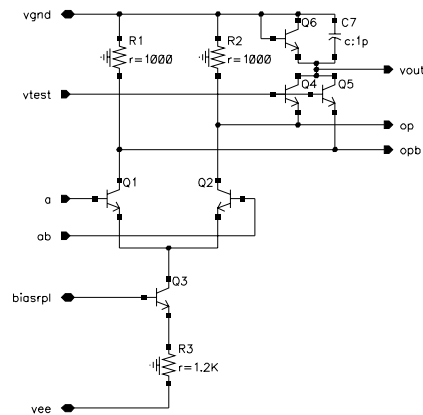 vgnd
Q6
C7
c:1p
R1
r=1000
R2
r=1000
vout
vtest
Q4
Q5
op
opb
Q1
Q2
a
ab
Q3
biasrpl
R3
r=1.2K
vee